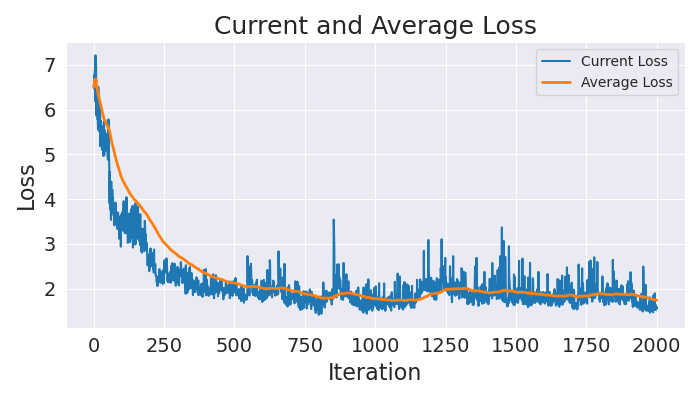 Current and Average Loss
Current Loss
Average Loss
7
6
5
4
3
2
Loss
0 250 500 750 1000 1250 1500 1750 2000
Iteration